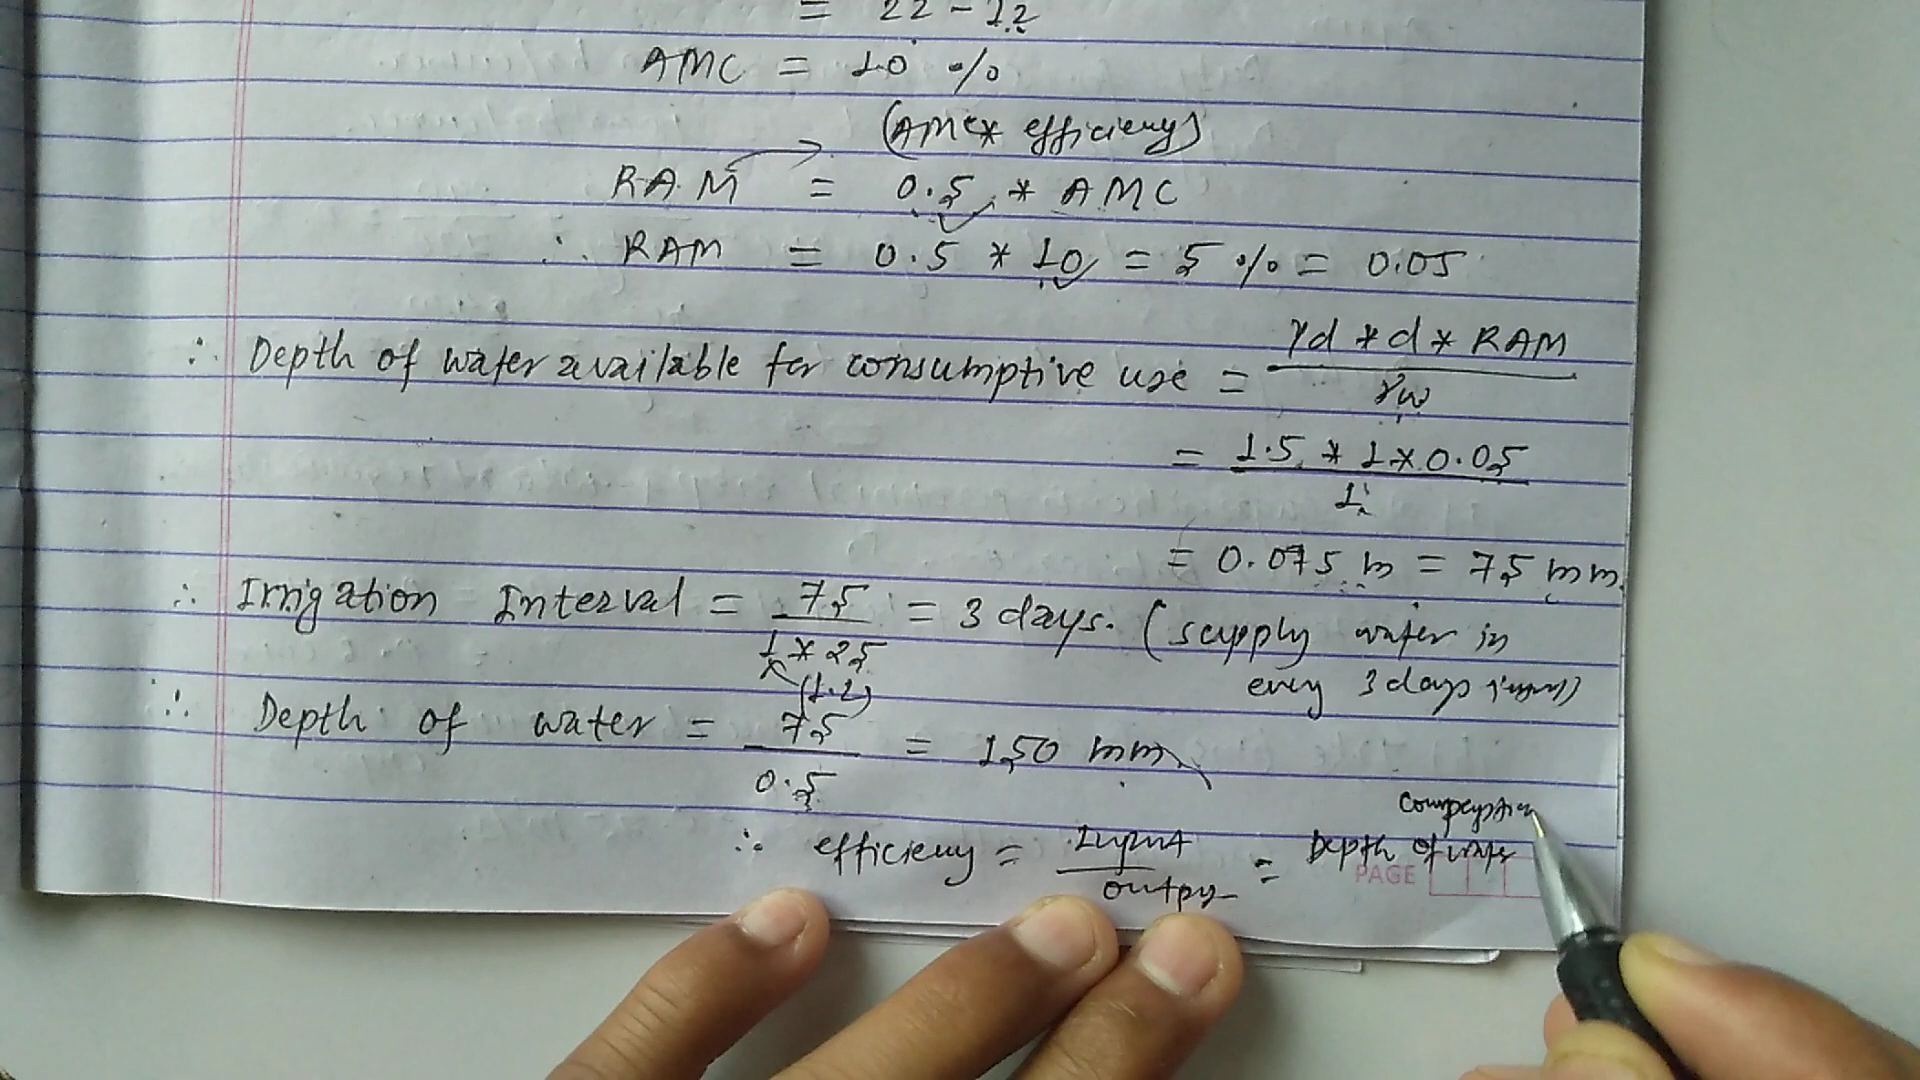 = 22 - 12
AMC = 10 %
(AMC * efficiency)
RAM = 0.5 * AMC
∴ RAM = 0.5 * 10 = 5 % = 0.05
∴ Depth of water available for consumptive use = γd * d * RAM
γw
= 1.5 * 1 * 0.05
1
= 0.075 m = 75 mm
∴ Irrigation Interval = 75 = 3 days. (supply water in
1 * 25
every 3 days
(1.2)
∴ Depth of water = 75 = 150 mm
0.5
∴ efficiency = Input = Depth of water
output
PAGE